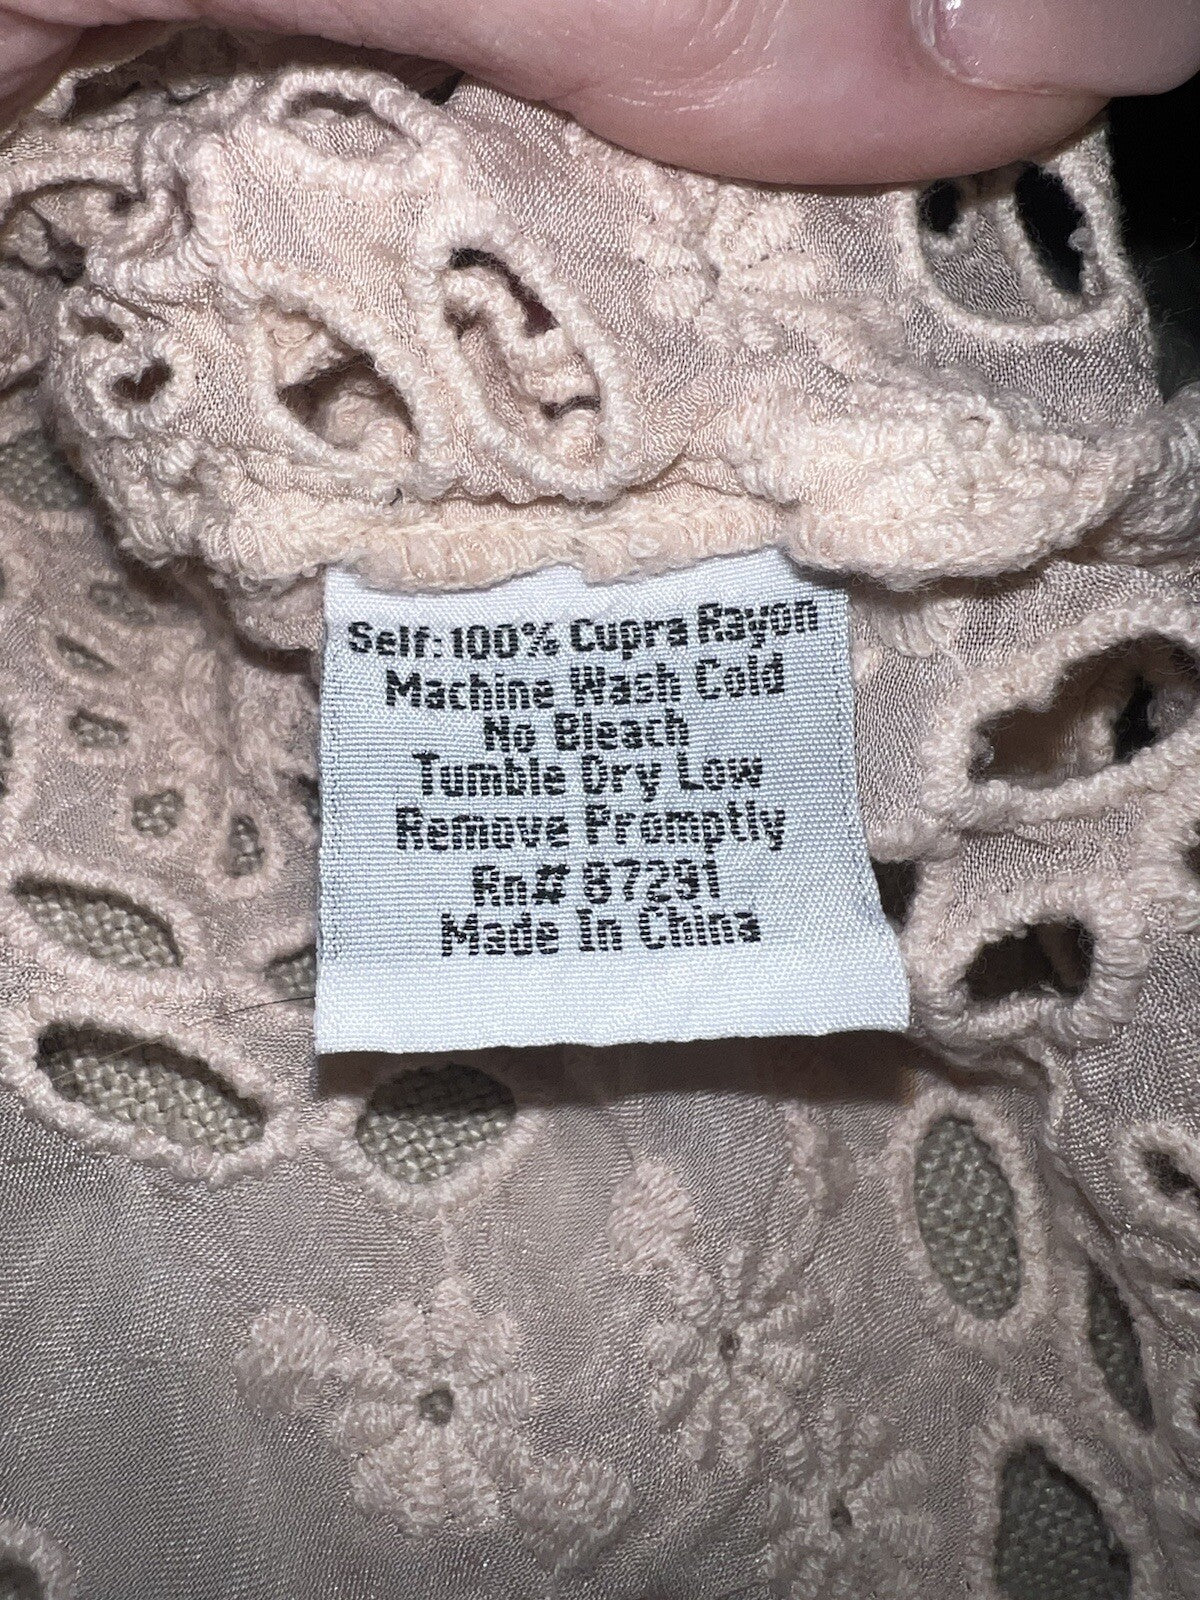 Self: 100% Cupra Rayon
Machine Wash Cold
No Bleach
Tumble Dry Low
Remove Promptly
Rn# 87291
Made In China